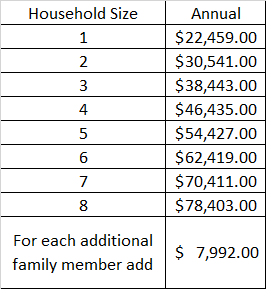 Household Size Annual
1 $22,459.00
2 $30,541.00
3 $38,443.00
4 $46,435.00
5 $54,427.00
6 $62,419.00
7 $70,411.00
8 $78,403.00
For each additional
family member add $ 7,992.00